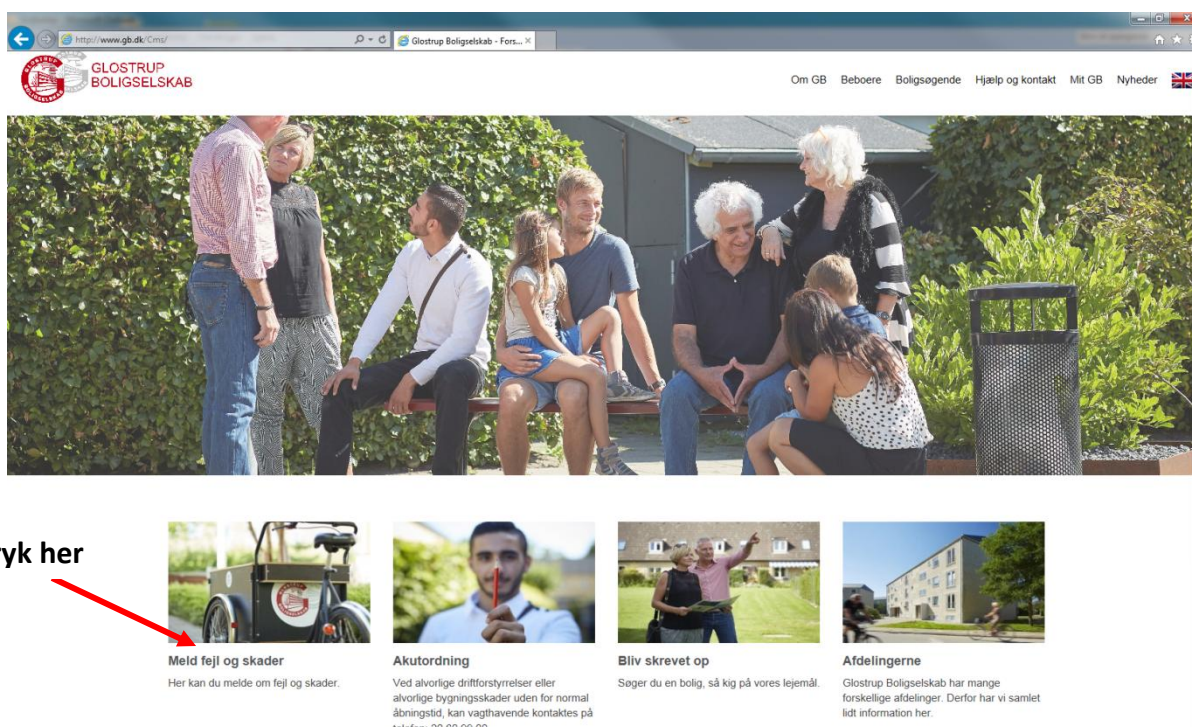 http://www.gb.dk/Cms/
Glostrup Boligselskab - Fors...
GLOSTRUP
BOLIGSELSKAB
Om GB Beboere Boligsøgende Hjælp og kontakt Mit GB Nyheder
yk her
Meld fejl og skader
Her kan du melde om fejl og skader.
Akutordning
Ved alvorlige driftforstyrrelser eller
alvorlige bygningsskader uden for normal
åbningstid, kan vagthavende kontaktes på
Bliv skrevet op
Søger du en bolig, så kig på vores lejemål.
Afdelingerne
Glostrup Boligselskab har mange
forskellige afdelinger. Derfor har vi samlet
lidt information her.